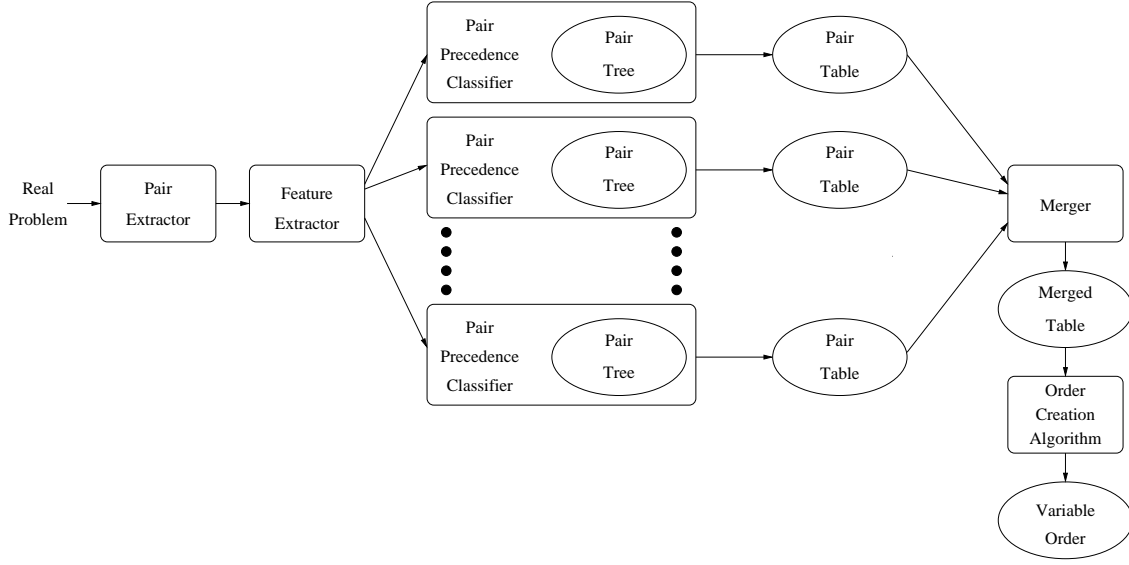 Real
Problem
Pair
Extractor
Feature
Extractor
Pair
Precedence
Classifier
Pair
Tree
Pair
Table
Pair
Precedence
Classifier
Pair
Tree
Pair
Table
Pair
Precedence
Classifier
Pair
Tree
Pair
Table
Merger
Merged
Table
Order
Creation
Algorithm
Variable
Order